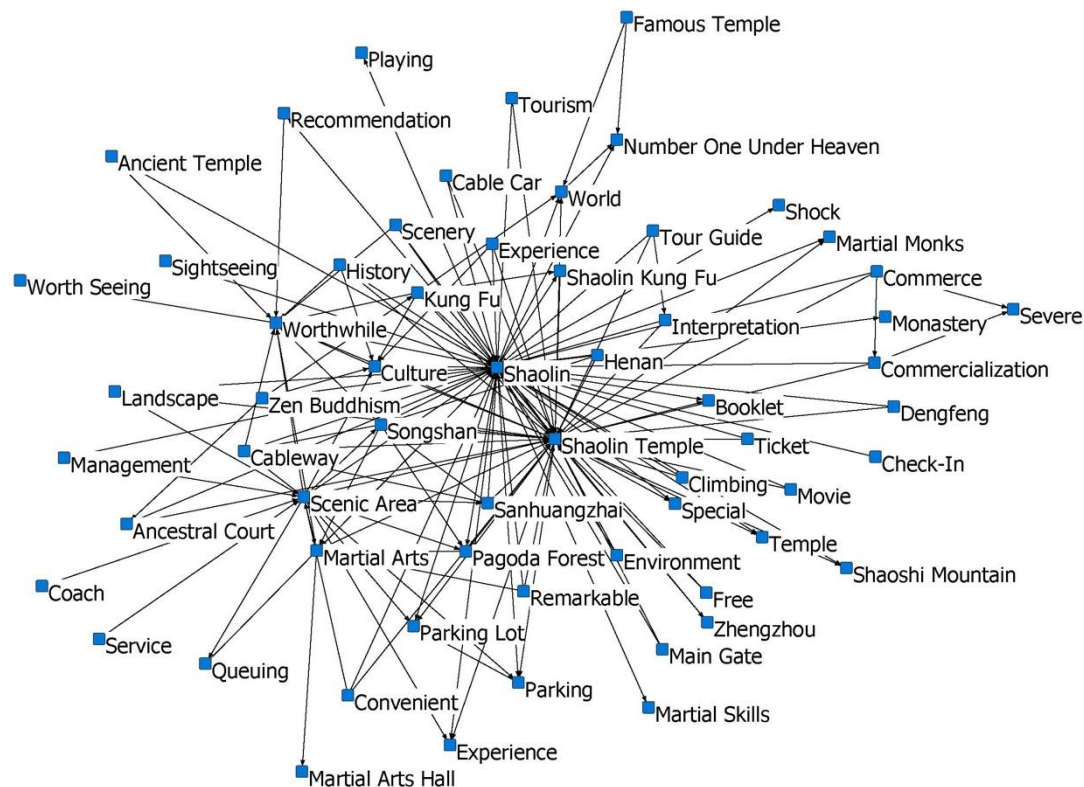 Famous Temple
Playing
Tourism
Recommendation
Number One Under Heaven
Ancient Temple
Cable Car
World
Shock
Scenery
Tour Guide
Martial Monks
Experience
Sightseeing
History
Shaolin Kung Fu
Commerce
Worth Seeing
Kung Fu
Severe
Monastery
Interpretation
Worthwhile
Henan
Commercialization
Culture
Shaolin
Landscape
Zen Buddhism
Booklet
Dengfeng
Songshan
Shaolin Temple
Ticket
Management
Cableway
Check-In
Climbing
Movie
Scenic Area
Sanhuangzhai
Special
Ancestral Court
Temple
Martial Arts
Pagoda Forest
Environment
Shaoshi Mountain
Coach
Remarkable
Free
Parking Lot
Zhengzhou
Service
Main Gate
Queuing
Parking
Convenient
Martial Skills
Experience
Martial Arts Hall